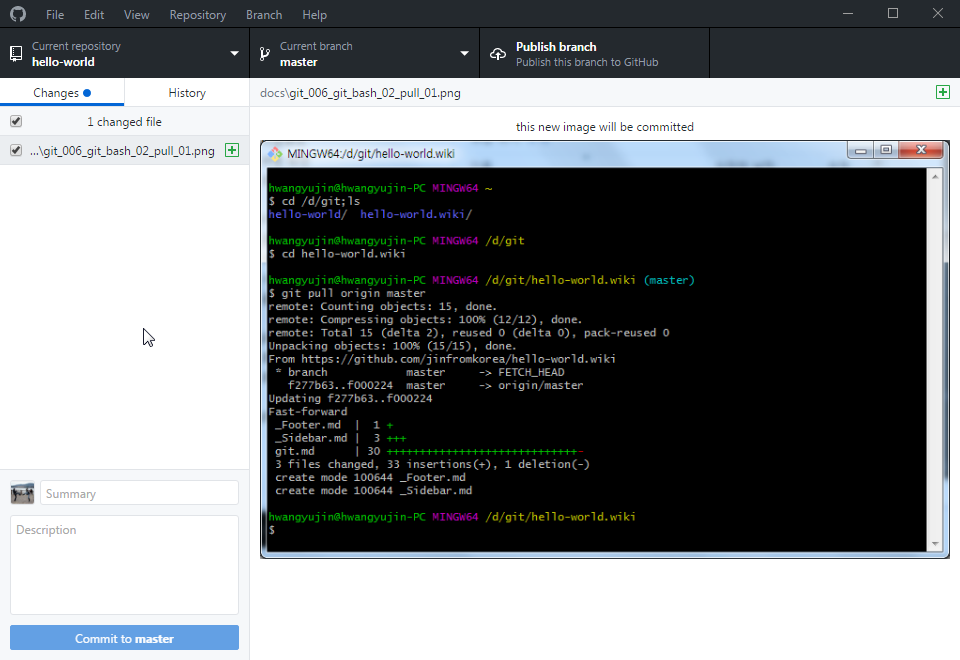 File Edit View Repository Branch Help
Current repository
hello-world
Current branch
master
Publish branch
Publish this branch to GitHub
Changes
History
docs\git_006_git_bash_02_pull_01.png
1 changed file
...\git_006_git_bash_02_pull_01.png
this new image will be committed
MINGW64:/d/git/hello-world.wiki
hwangyujin@hwangyujin-PC MINGW64 ~
$ cd /d/git;ls
hello-world/  hello-world.wiki/
hwangyujin@hwangyujin-PC MINGW64 /d/git
$ cd hello-world.wiki
hwangyujin@hwangyujin-PC MINGW64 /d/git/hello-world.wiki (master)
$ git pull origin master
remote: Counting objects: 15, done.
remote: Compressing objects: 100% (12/12), done.
remote: Total 15 (delta 2), reused 0 (delta 0), pack-reused 0
Unpacking objects: 100% (15/15), done.
From https://github.com/jinfromkorea/hello-world.wiki
 * branch            master     -> FETCH_HEAD
   f277b63..f000224  master     -> origin/master
Updating f277b63..f000224
Fast-forward
 _Footer.md  |  1 +
 _Sidebar.md |  3 +++
 git.md      | 30 +++++++++++++++++++++++++++++-
 3 files changed, 33 insertions(+), 1 deletion(-)
 create mode 100644 _Footer.md
 create mode 100644 _Sidebar.md
hwangyujin@hwangyujin-PC MINGW64 /d/git/hello-world.wiki
$
Summary
Description
Commit to master